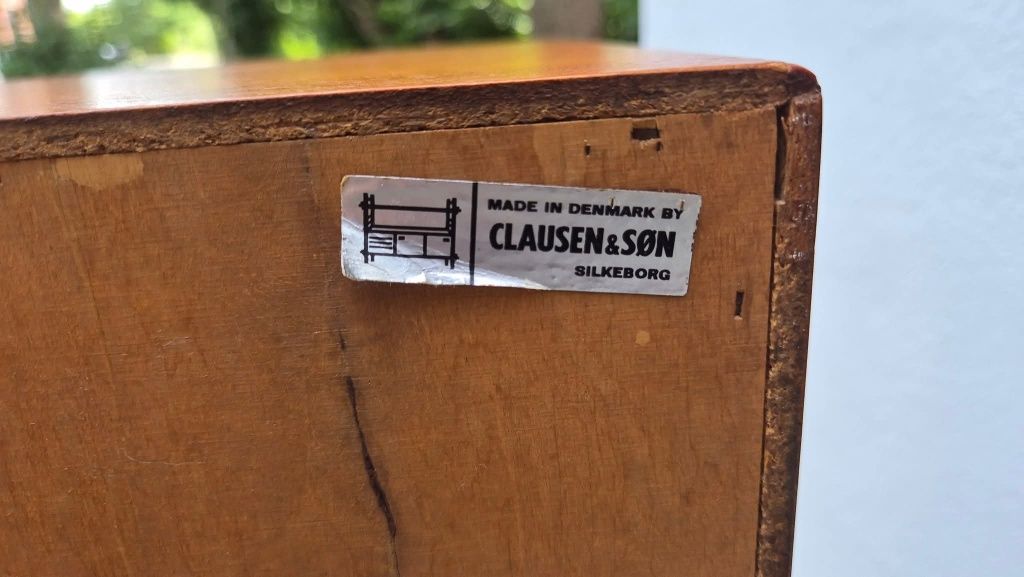 MADE IN DENMARK BY
CLAUSEN&SØN
SILKEBORG